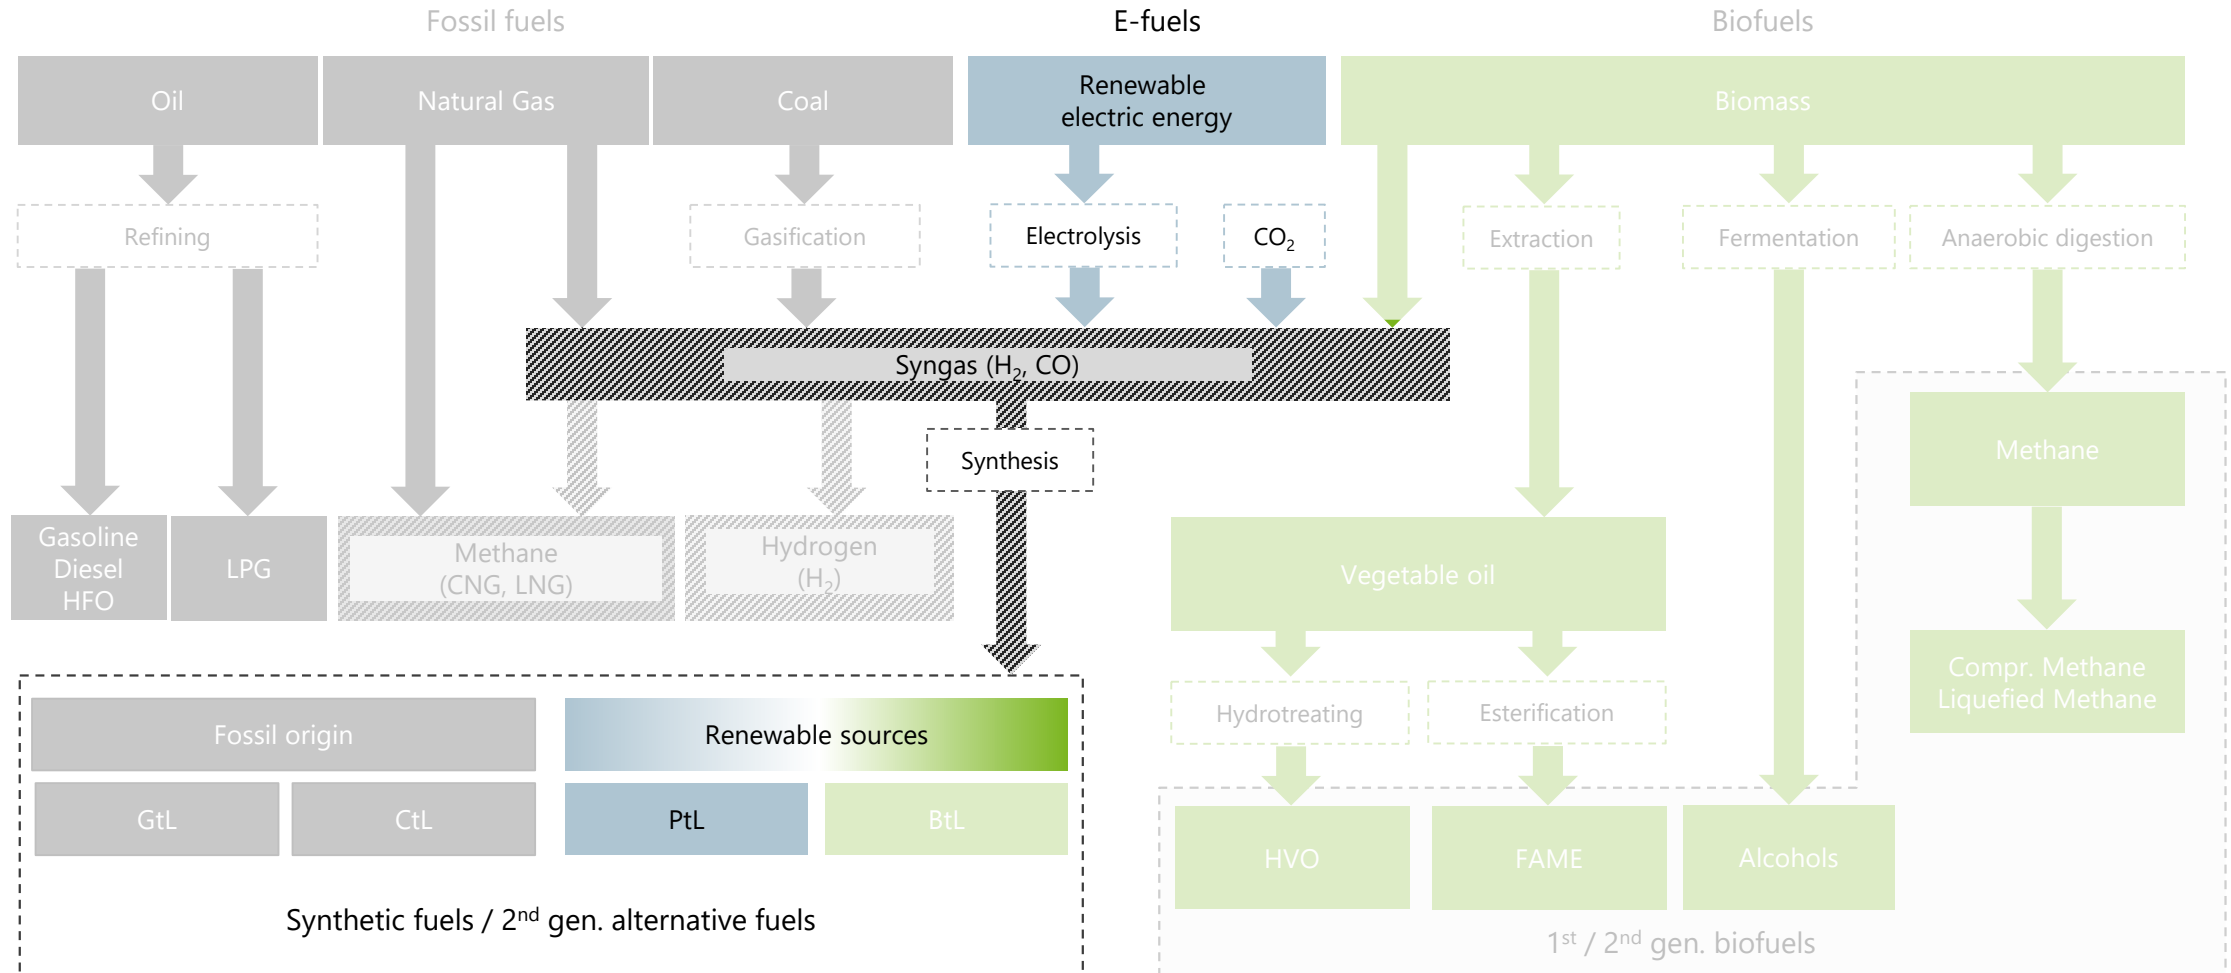 Fossil fuels
E-fuels
Biofuels
Oil
Natural Gas
Coal
Renewable
electric energy
Biomass
Refining
Gasification
Electrolysis
CO₂
Extraction
Fermentation
Anaerobic digestion
Syngas (H₂, CO)
Synthesis
Methane
Gasoline
Diesel
HFO
LPG
Methane
(CNG, LNG)
Hydrogen
(H₂)
Vegetable oil
Compr. Methane
Liquefied Methane
Hydrotreating
Esterification
Fossil origin
Renewable sources
GtL
CtL
PtL
BtL
HVO
FAME
Alcohols
Synthetic fuels / 2nd gen. alternative fuels
1st / 2nd gen. biofuels